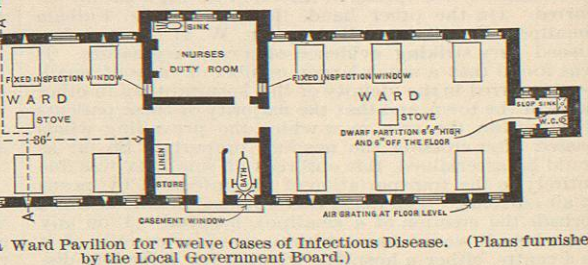 A
SINK
NURSES
DUTY ROOM
FIXED INSPECTION WINDOW
FIXED INSPECTION WINDOW
WARD
WARD
SLOP SINK
STOVE
STOVE
W.C.
DWARF PARTITION 6'9" HIGH
AND 6" OFF THE FLOOR
86'
LINEN
STORE
BATH
A
CASEMENT WINDOW
AIR GRATING AT FLOOR LEVEL
Ward Pavilion for Twelve Cases of Infectious Disease. (Plans furnishe
by the Local Government Board.)